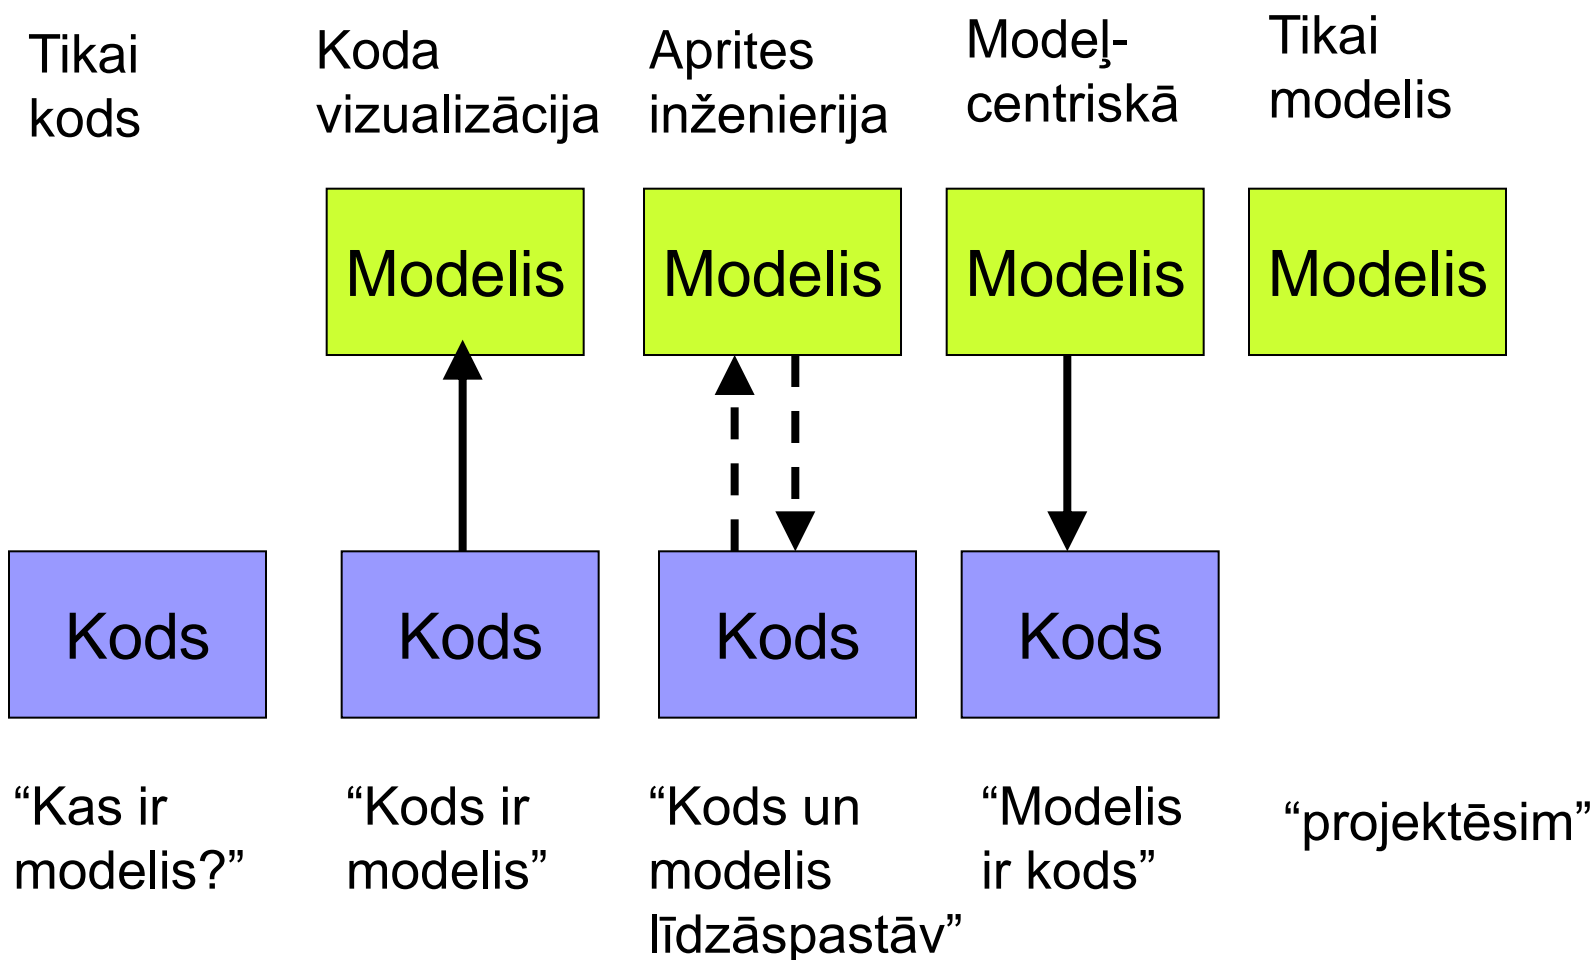 Tikai
kods
Koda
vizualizācija
Aprites
inženierija
Modeļ-
centriskā
Tikai
modelis
Modelis
Modelis
Modelis
Modelis
Kods
Kods
Kods
Kods
“Kas ir
modelis?”
“Kods ir
modelis”
“Kods un
modelis
līdzāspastāv”
“Modelis
ir kods”
“projektēsim”